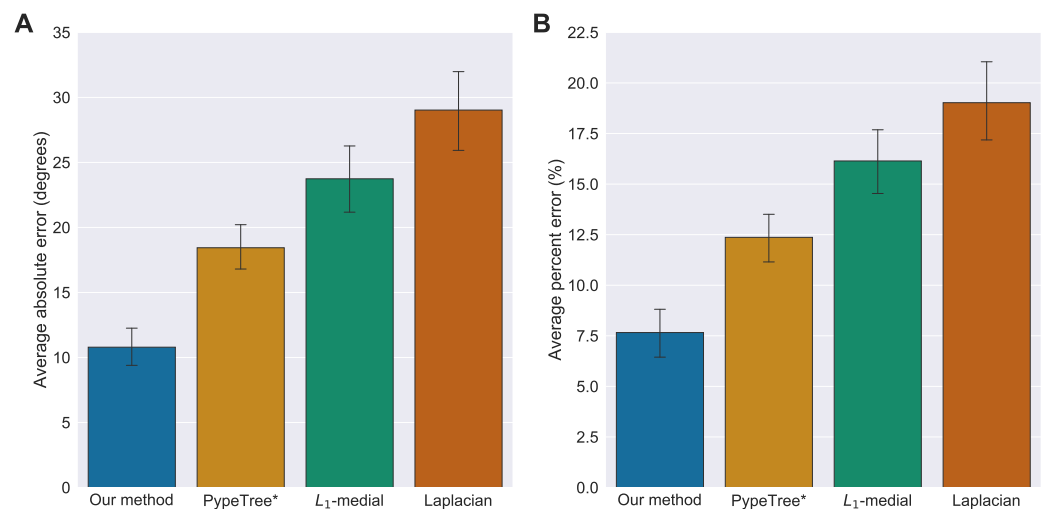 A
Average absolute error (degrees)
35
30
25
20
15
10
5
0
Our method
PypeTree*
L₁-medial
Laplacian
B
Average percent error (%)
22.5
20.0
17.5
15.0
12.5
10.0
7.5
5.0
2.5
0.0
Our method
PypeTree*
L₁-medial
Laplacian